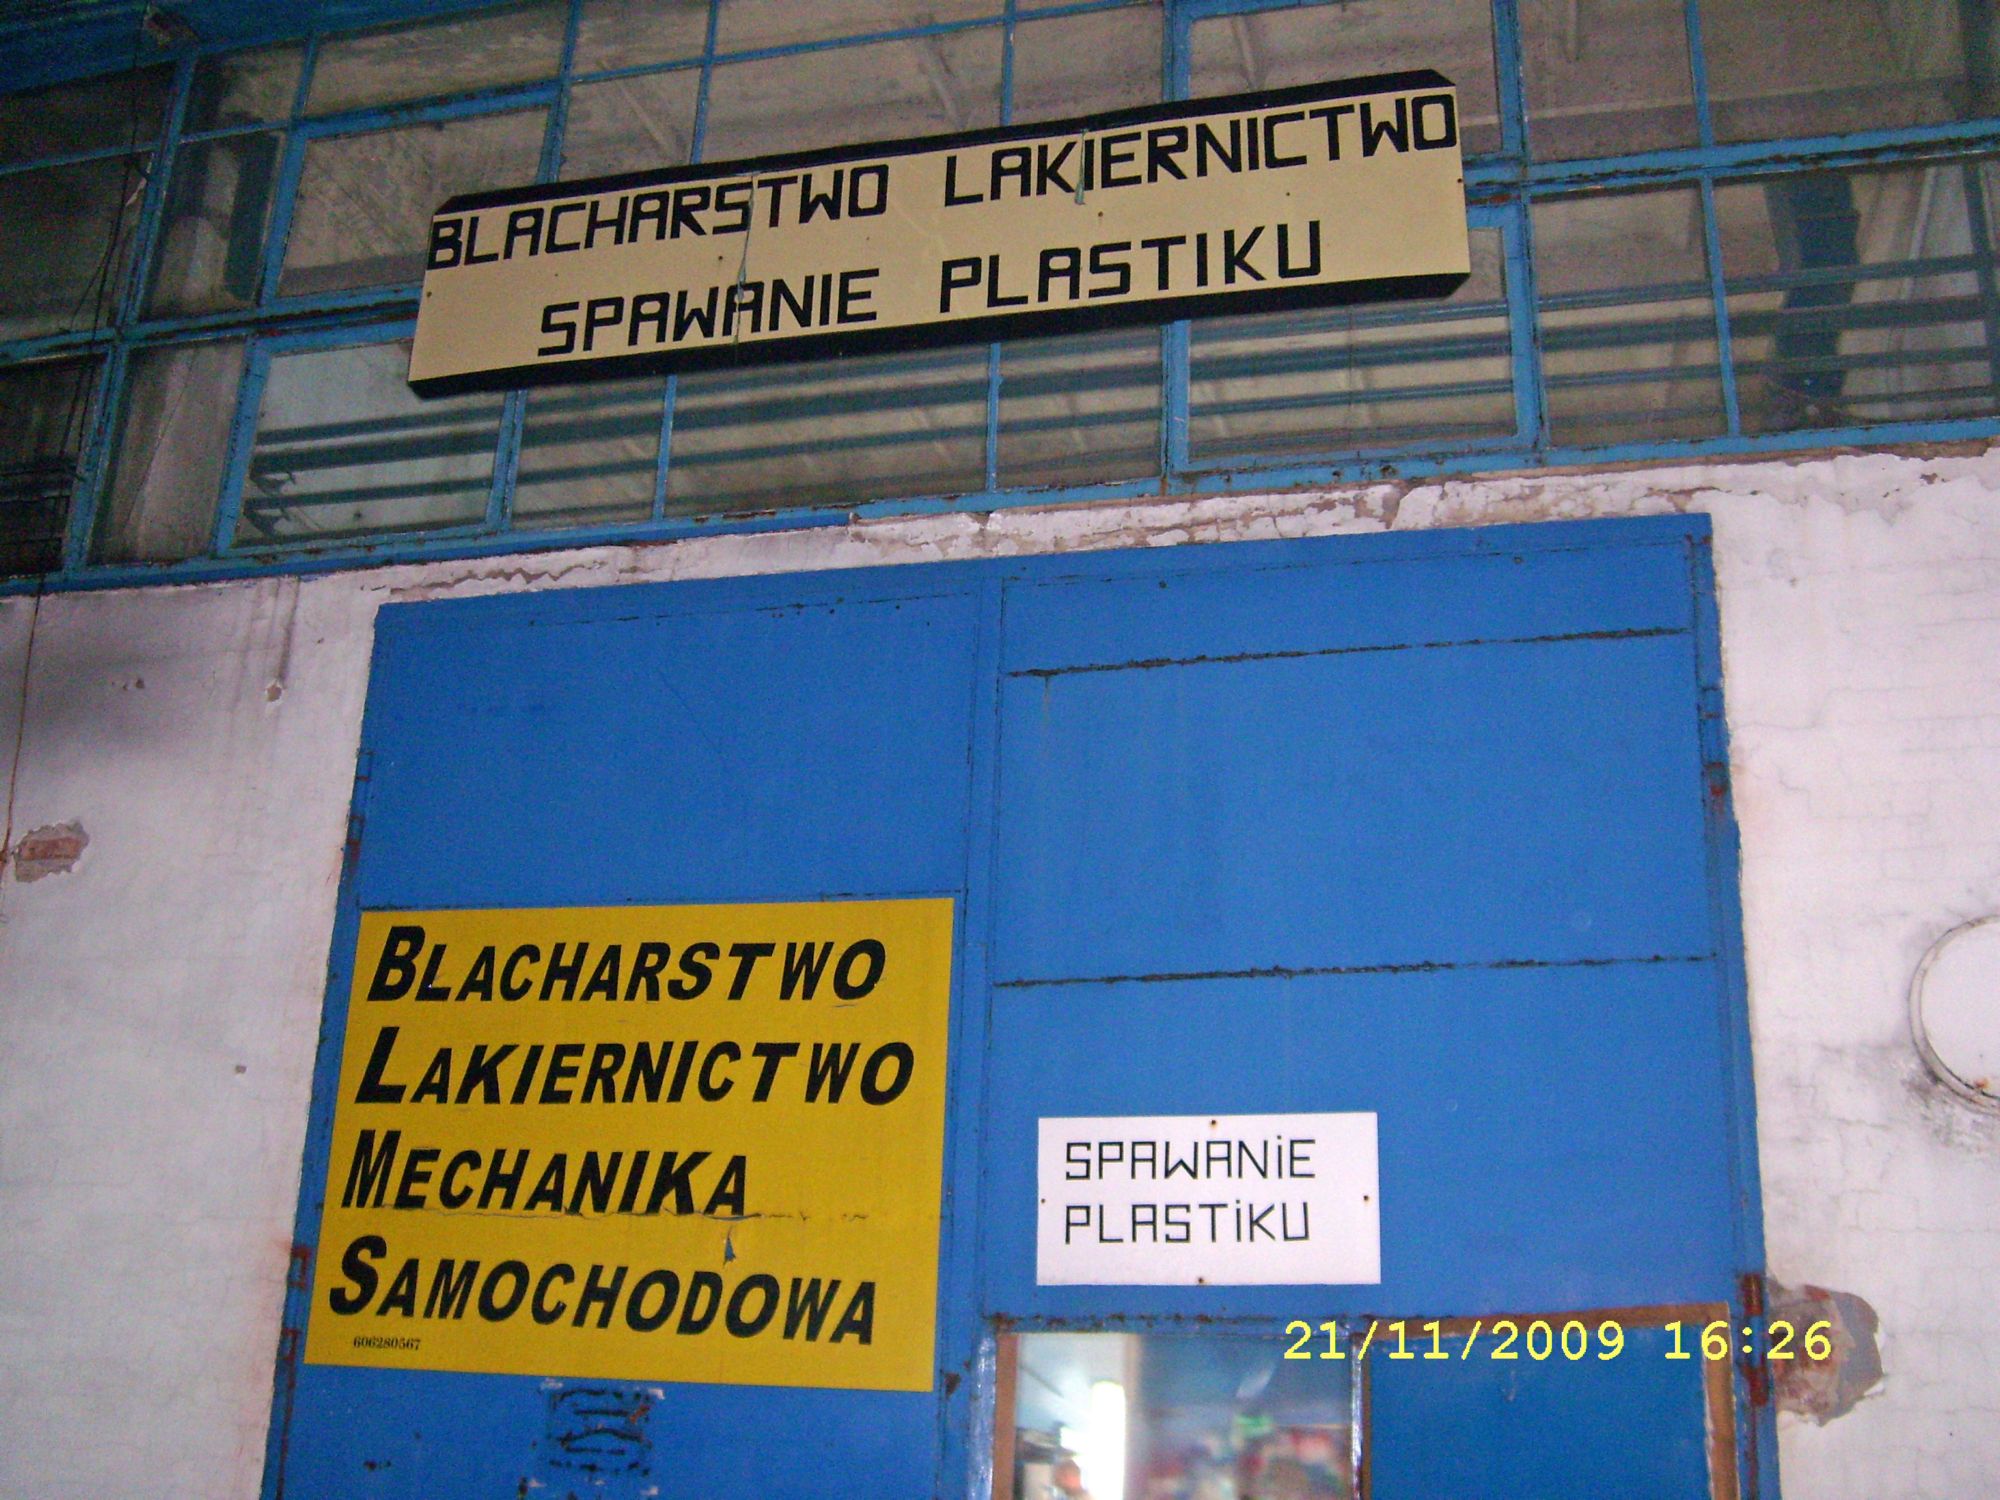 BLACHARSTWO LAKIERNICTWO
SPAWANIE PLASTIKU
BLACHARSTWO
LAKIERNICTWO
MECHANIKA
SAMOCHODOWA
606280567
SPAWANiE
PLASTiKU
21/11/2009 16:26